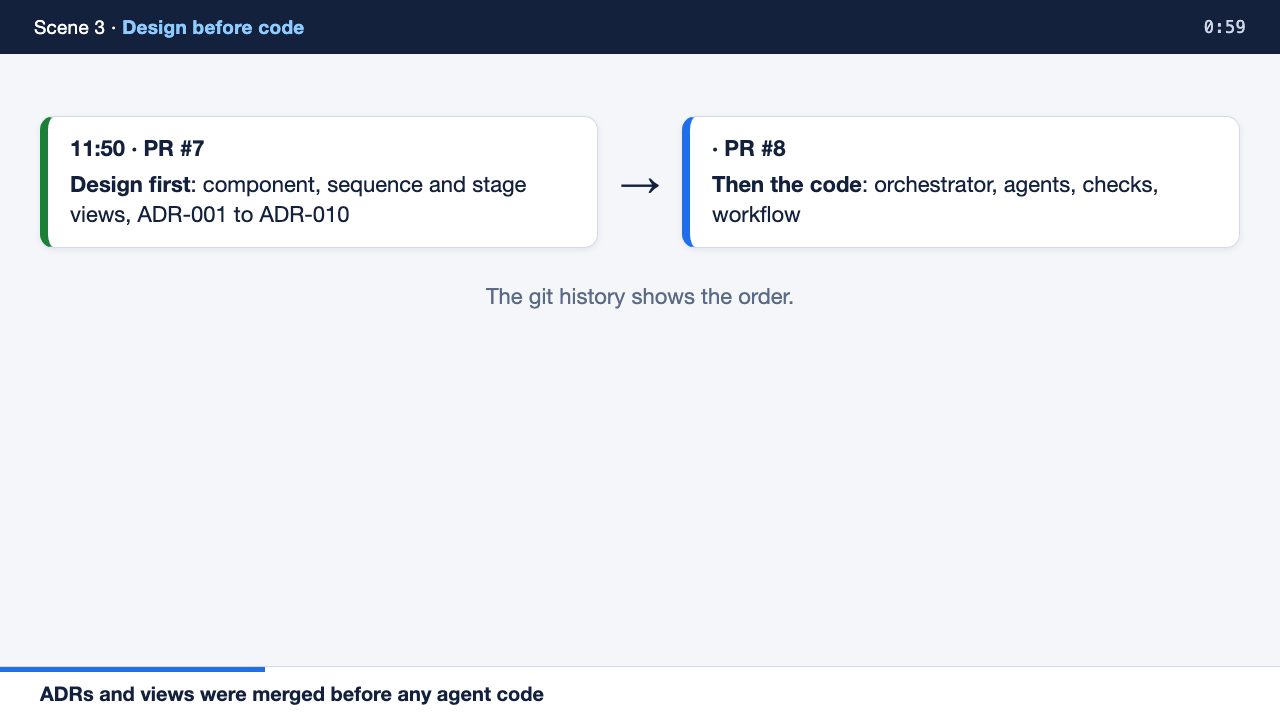 Scene 3 · Design before code
0:59
11:50 · PR #7
Design first: component, sequence and stage
views, ADR-001 to ADR-010
→
· PR #8
Then the code: orchestrator, agents, checks,
workflow
The git history shows the order.
ADRs and views were merged before any agent code